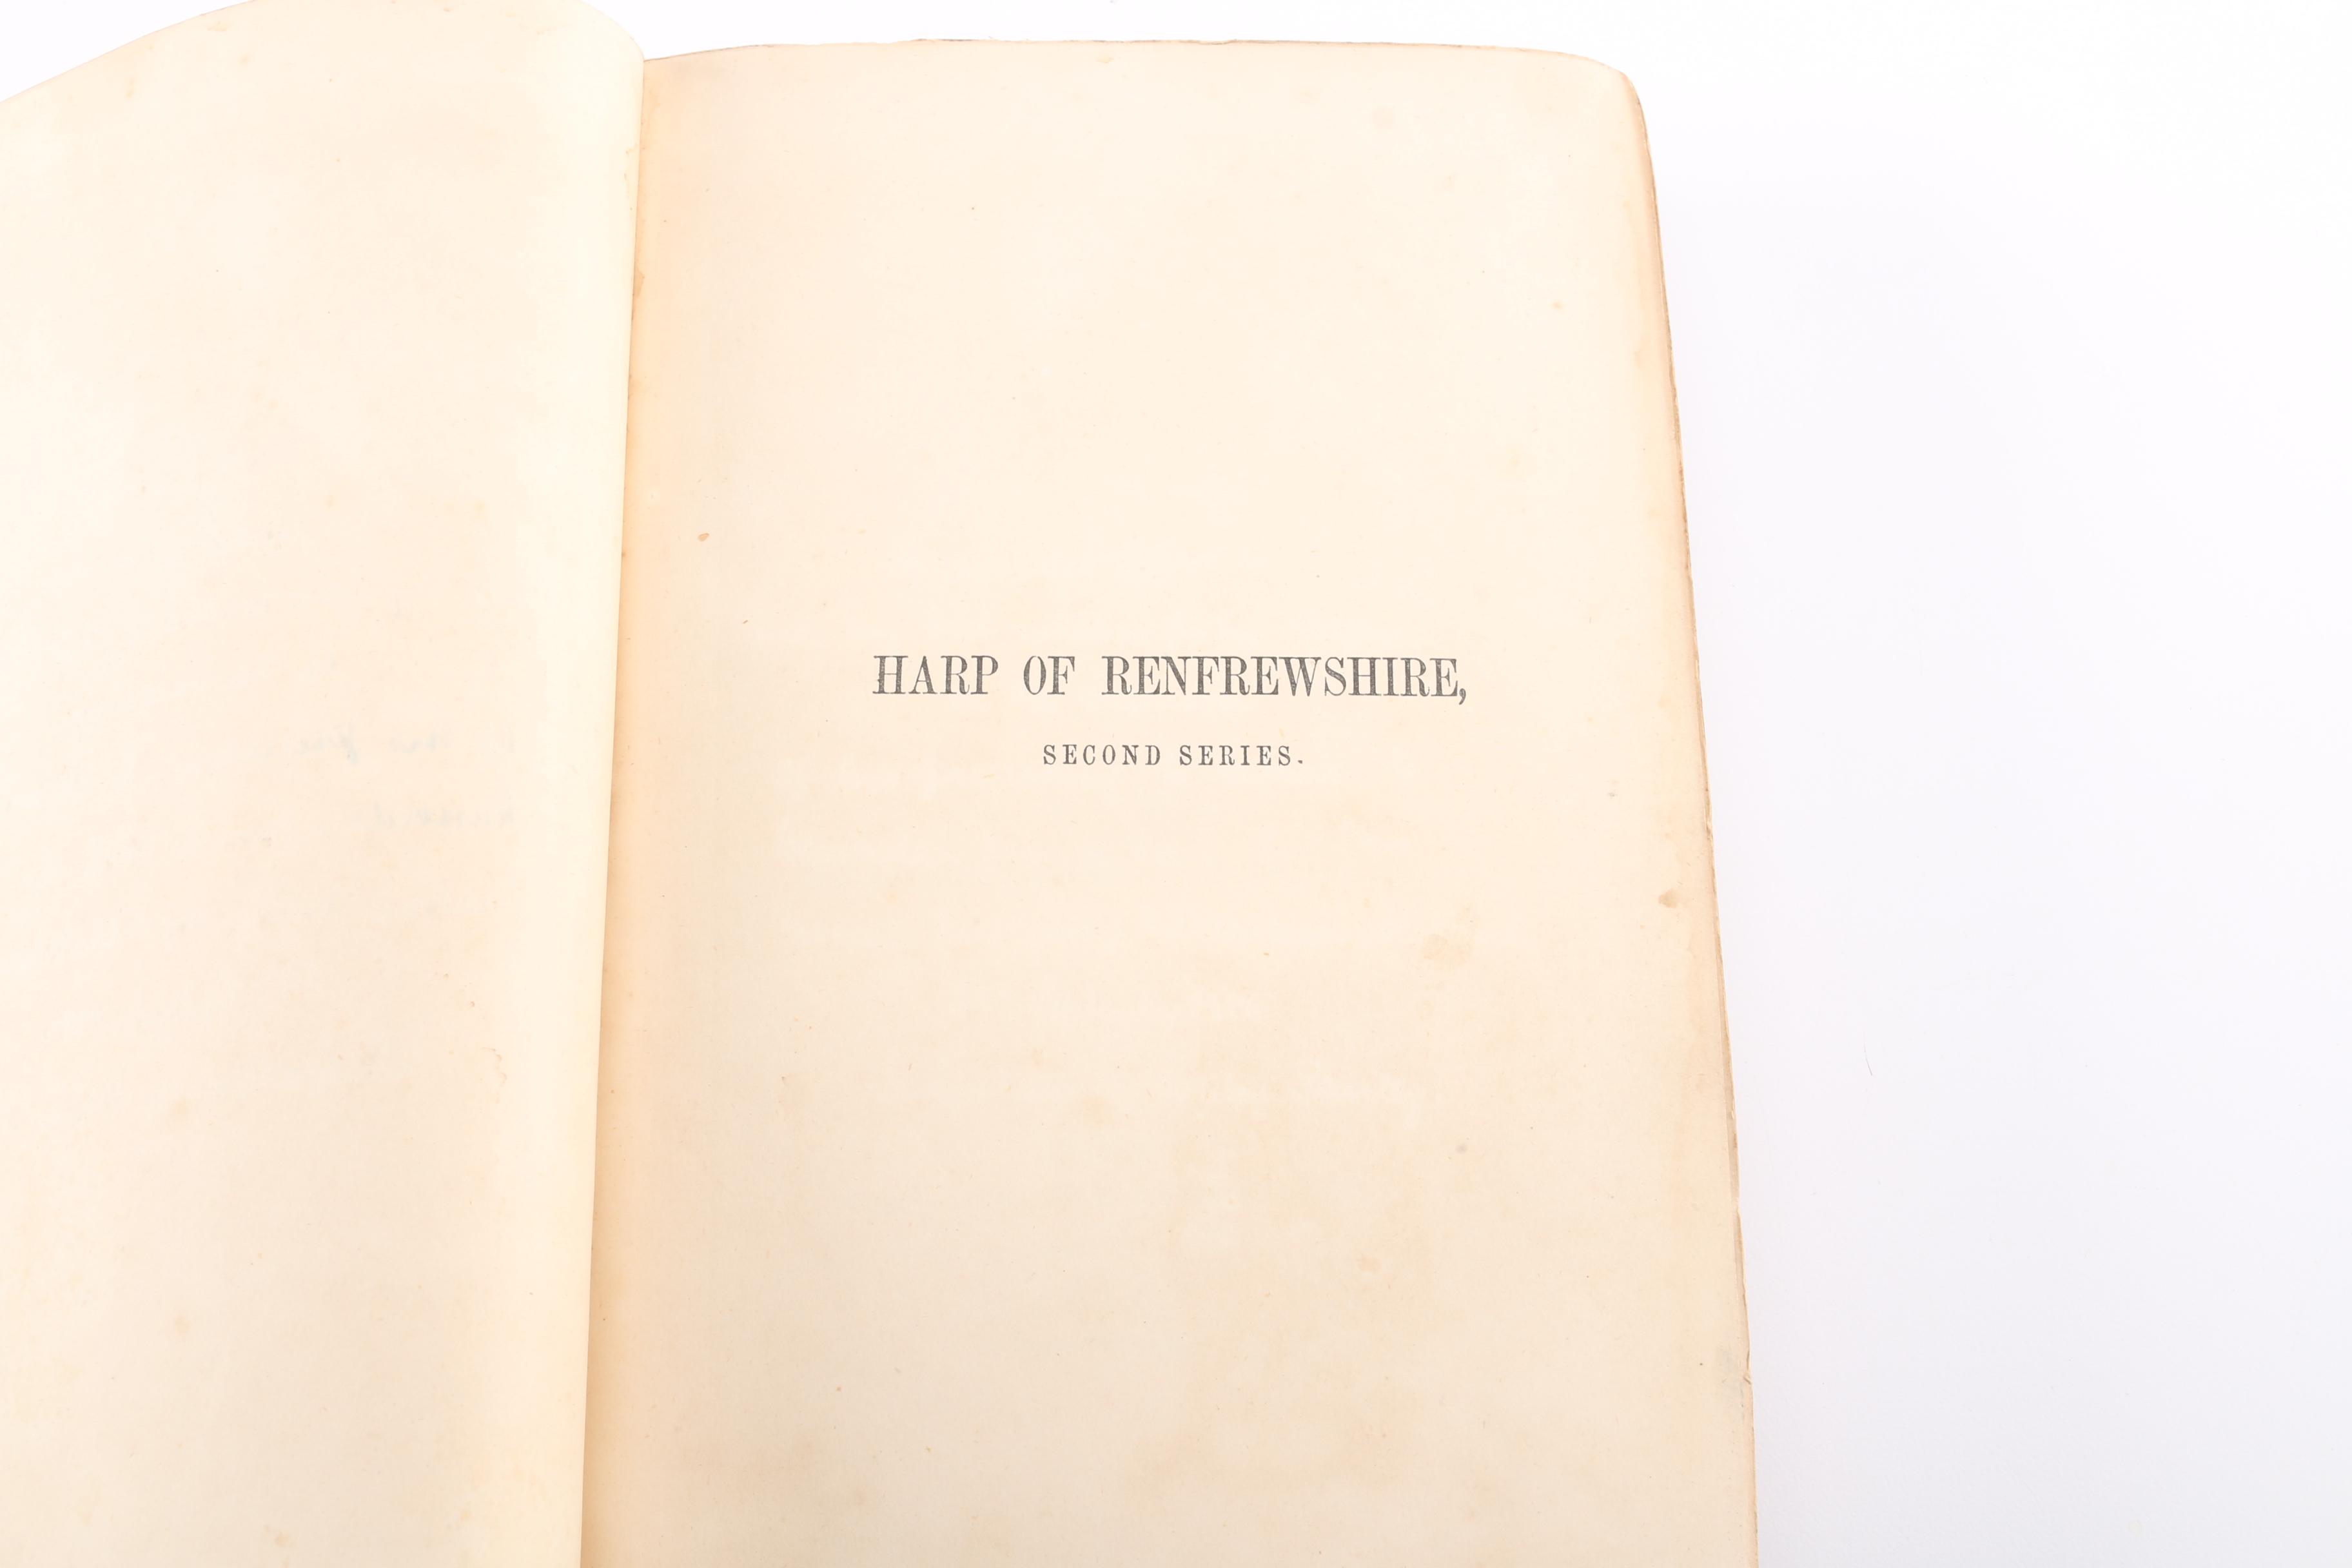 HARP OF RENFREWSHIRE,
SECOND SERIES.